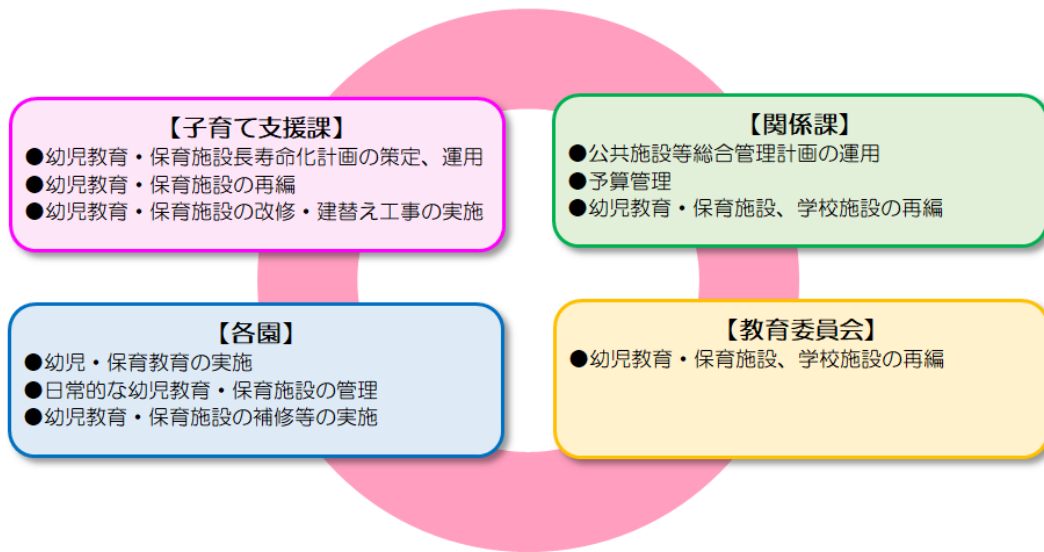 【子育て支援課】
●幼児教育・保育施設長寿命化計画の策定、運用
●幼児教育・保育施設の再編
●幼児教育・保育施設の改修・建替え工事の実施
【関係課】
●公共施設等総合管理計画の運用
●予算管理
●幼児教育・保育施設、学校施設の再編
【各園】
●幼児・保育教育の実施
●日常的な幼児教育・保育施設の管理
●幼児教育・保育施設の補修等の実施
【教育委員会】
●幼児教育・保育施設、学校施設の再編